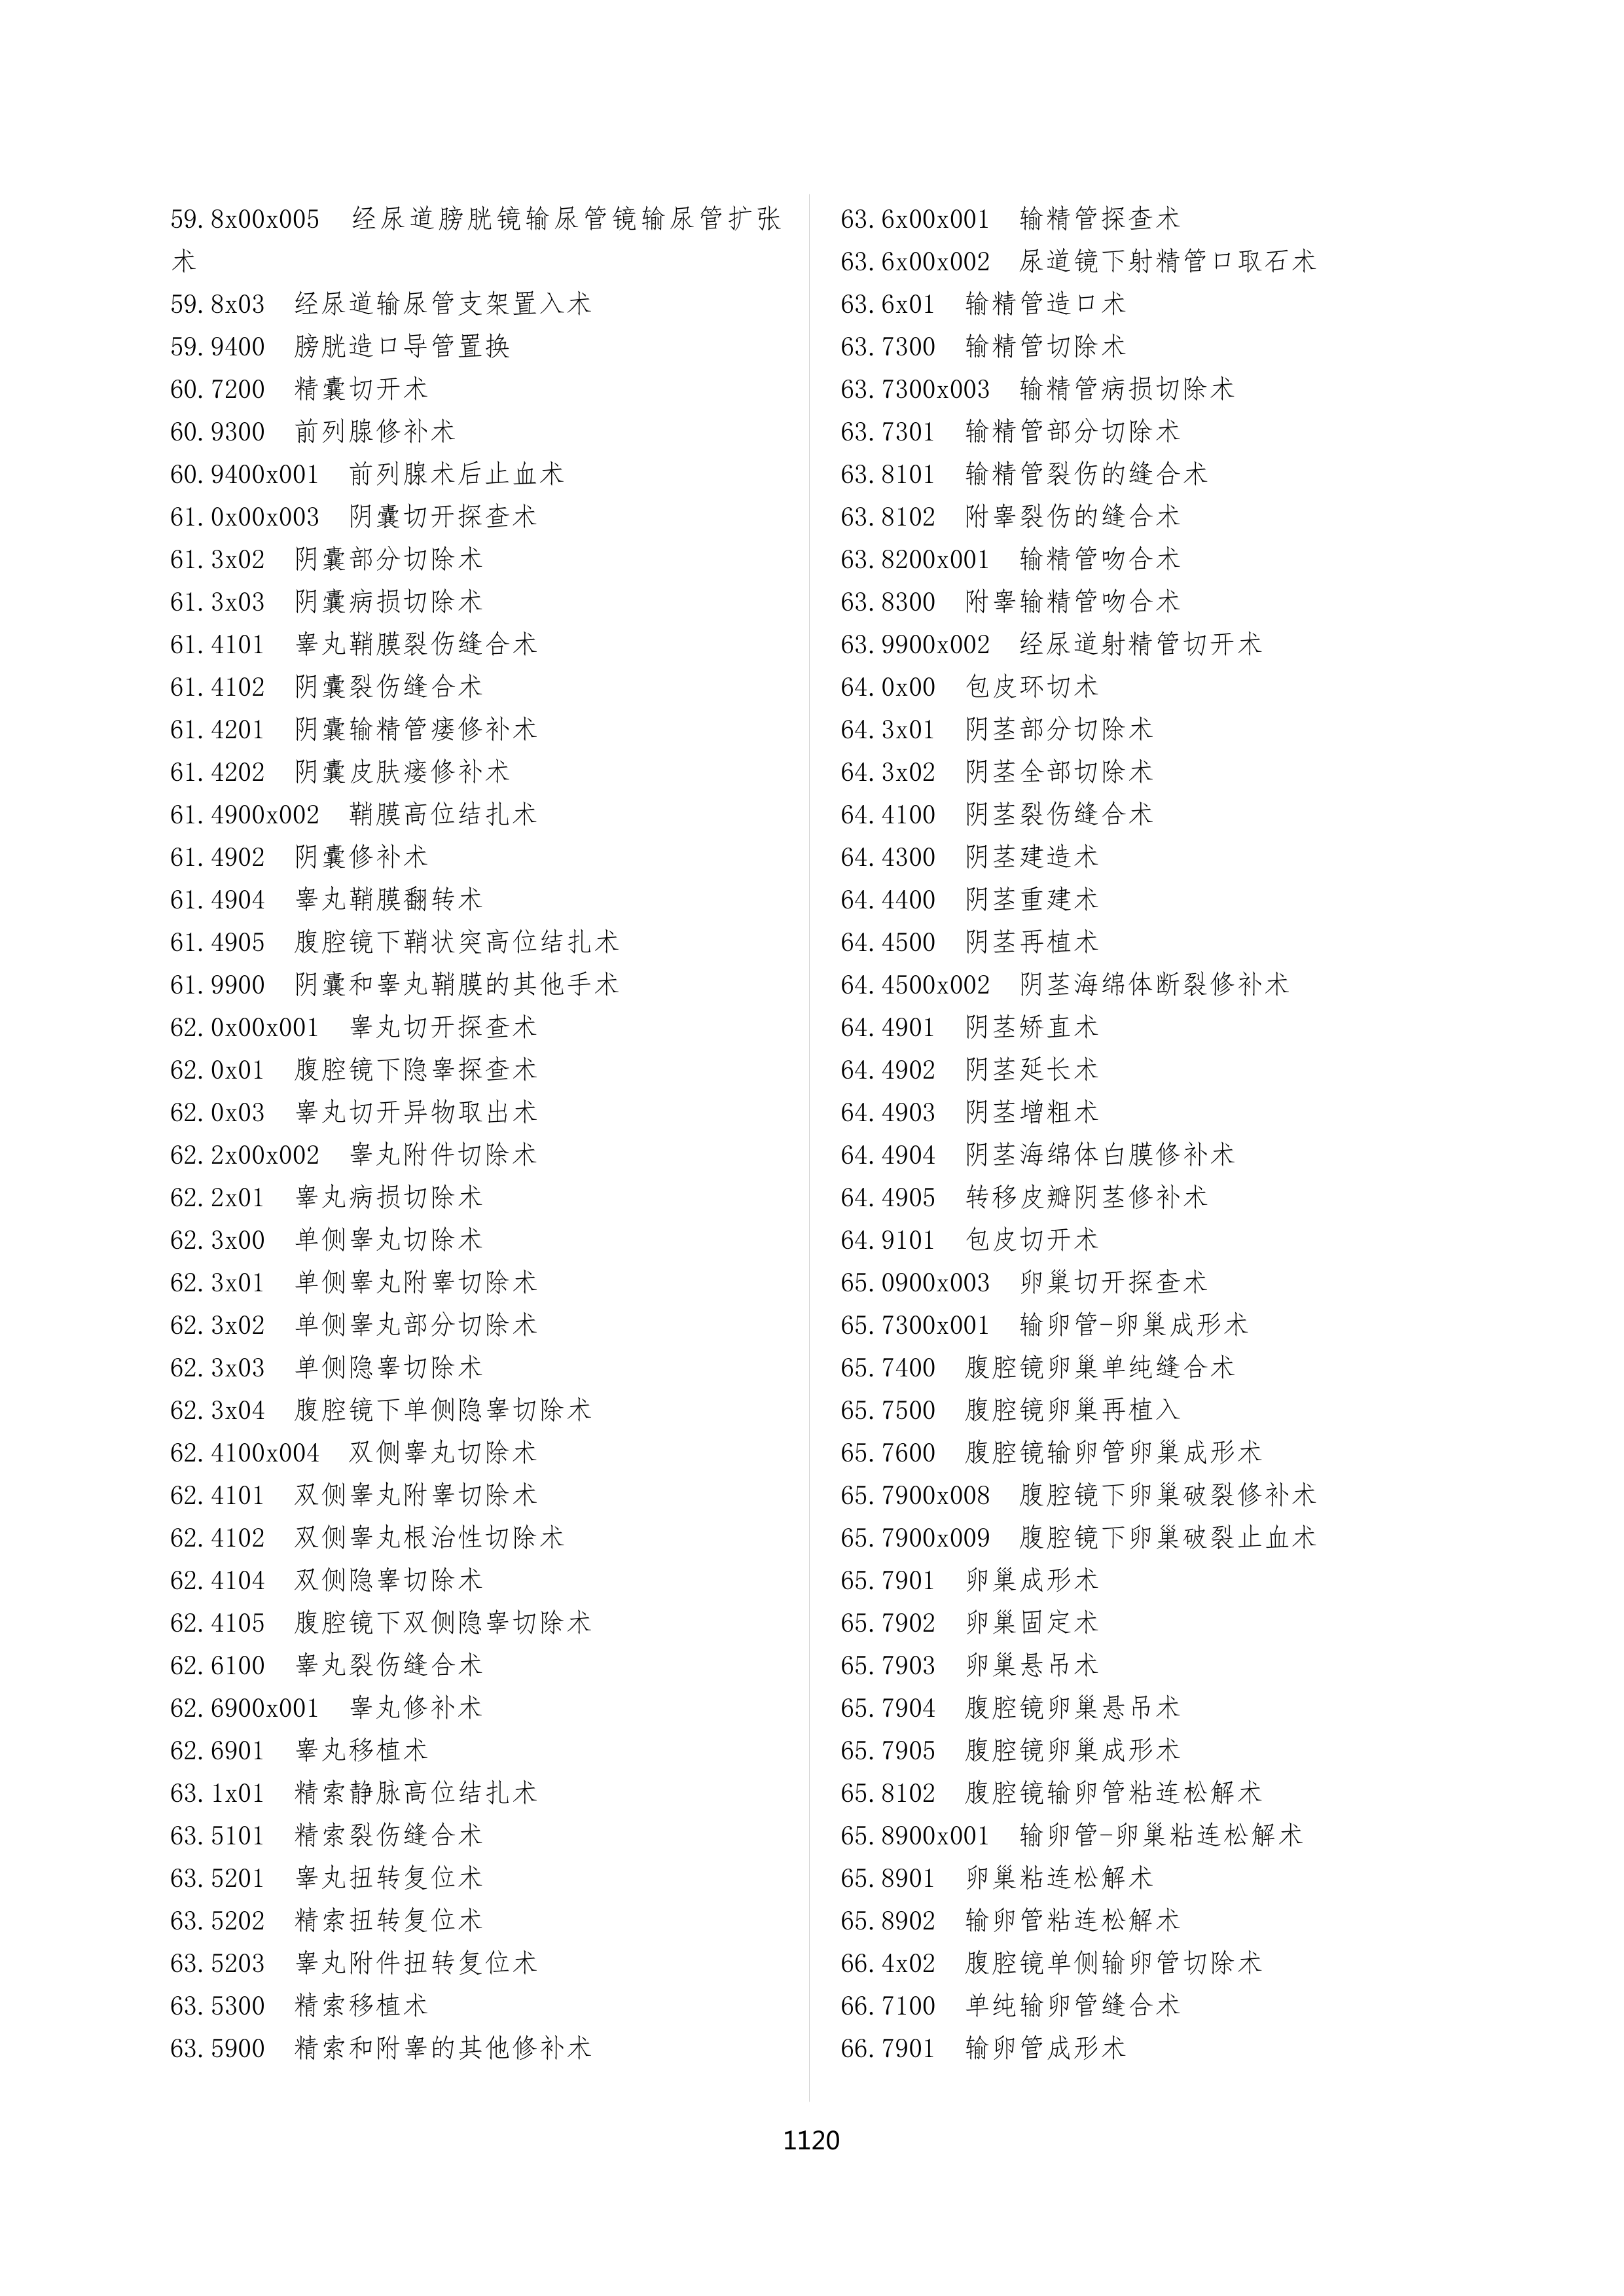 59.8x00x005  经尿道膀胱镜输尿管镜输尿管扩张
术
59.8x03  经尿道输尿管支架置入术
59.9400  膀胱造口导管置换
60.7200  精囊切开术
60.9300  前列腺修补术
60.9400x001  前列腺术后止血术
61.0x00x003  阴囊切开探查术
61.3x02  阴囊部分切除术
61.3x03  阴囊病损切除术
61.4101  睾丸鞘膜裂伤缝合术
61.4102  阴囊裂伤缝合术
61.4201  阴囊输精管瘘修补术
61.4202  阴囊皮肤瘘修补术
61.4900x002  鞘膜高位结扎术
61.4902  阴囊修补术
61.4904  睾丸鞘膜翻转术
61.4905  腹腔镜下鞘状突高位结扎术
61.9900  阴囊和睾丸鞘膜的其他手术
62.0x00x001  睾丸切开探查术
62.0x01  腹腔镜下隐睾探查术
62.0x03  睾丸切开异物取出术
62.2x00x002  睾丸附件切除术
62.2x01  睾丸病损切除术
62.3x00  单侧睾丸切除术
62.3x01  单侧睾丸附睾切除术
62.3x02  单侧睾丸部分切除术
62.3x03  单侧隐睾切除术
62.3x04  腹腔镜下单侧隐睾切除术
62.4100x004  双侧睾丸切除术
62.4101  双侧睾丸附睾切除术
62.4102  双侧睾丸根治性切除术
62.4104  双侧隐睾切除术
62.4105  腹腔镜下双侧隐睾切除术
62.6100  睾丸裂伤缝合术
62.6900x001  睾丸修补术
62.6901  睾丸移植术
63.1x01  精索静脉高位结扎术
63.5101  精索裂伤缝合术
63.5201  睾丸扭转复位术
63.5202  精索扭转复位术
63.5203  睾丸附件扭转复位术
63.5300  精索移植术
63.5900  精索和附睾的其他修补术
63.6x00x001  输精管探查术
63.6x00x002  尿道镜下射精管口取石术
63.6x01  输精管造口术
63.7300  输精管切除术
63.7300x003  输精管病损切除术
63.7301  输精管部分切除术
63.8101  输精管裂伤的缝合术
63.8102  附睾裂伤的缝合术
63.8200x001  输精管吻合术
63.8300  附睾输精管吻合术
63.9900x002  经尿道射精管切开术
64.0x00  包皮环切术
64.3x01  阴茎部分切除术
64.3x02  阴茎全部切除术
64.4100  阴茎裂伤缝合术
64.4300  阴茎建造术
64.4400  阴茎重建术
64.4500  阴茎再植术
64.4500x002  阴茎海绵体断裂修补术
64.4901  阴茎矫直术
64.4902  阴茎延长术
64.4903  阴茎增粗术
64.4904  阴茎海绵体白膜修补术
64.4905  转移皮瓣阴茎修补术
64.9101  包皮切开术
65.0900x003  卵巢切开探查术
65.7300x001  输卵管-卵巢成形术
65.7400  腹腔镜卵巢单纯缝合术
65.7500  腹腔镜卵巢再植入
65.7600  腹腔镜输卵管卵巢成形术
65.7900x008  腹腔镜下卵巢破裂修补术
65.7900x009  腹腔镜下卵巢破裂止血术
65.7901  卵巢成形术
65.7902  卵巢固定术
65.7903  卵巢悬吊术
65.7904  腹腔镜卵巢悬吊术
65.7905  腹腔镜卵巢成形术
65.8102  腹腔镜输卵管粘连松解术
65.8900x001  输卵管-卵巢粘连松解术
65.8901  卵巢粘连松解术
65.8902  输卵管粘连松解术
66.4x02  腹腔镜单侧输卵管切除术
66.7100  单纯输卵管缝合术
66.7901  输卵管成形术
1120